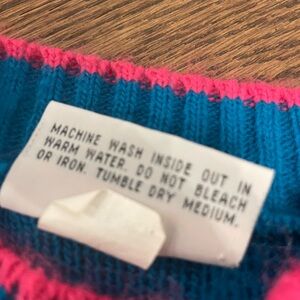 MACHINE WASH INSIDE OUT IN
WARM WATER. DO NOT BLEACH
OR IRON. TUMBLE DRY MEDIUM.